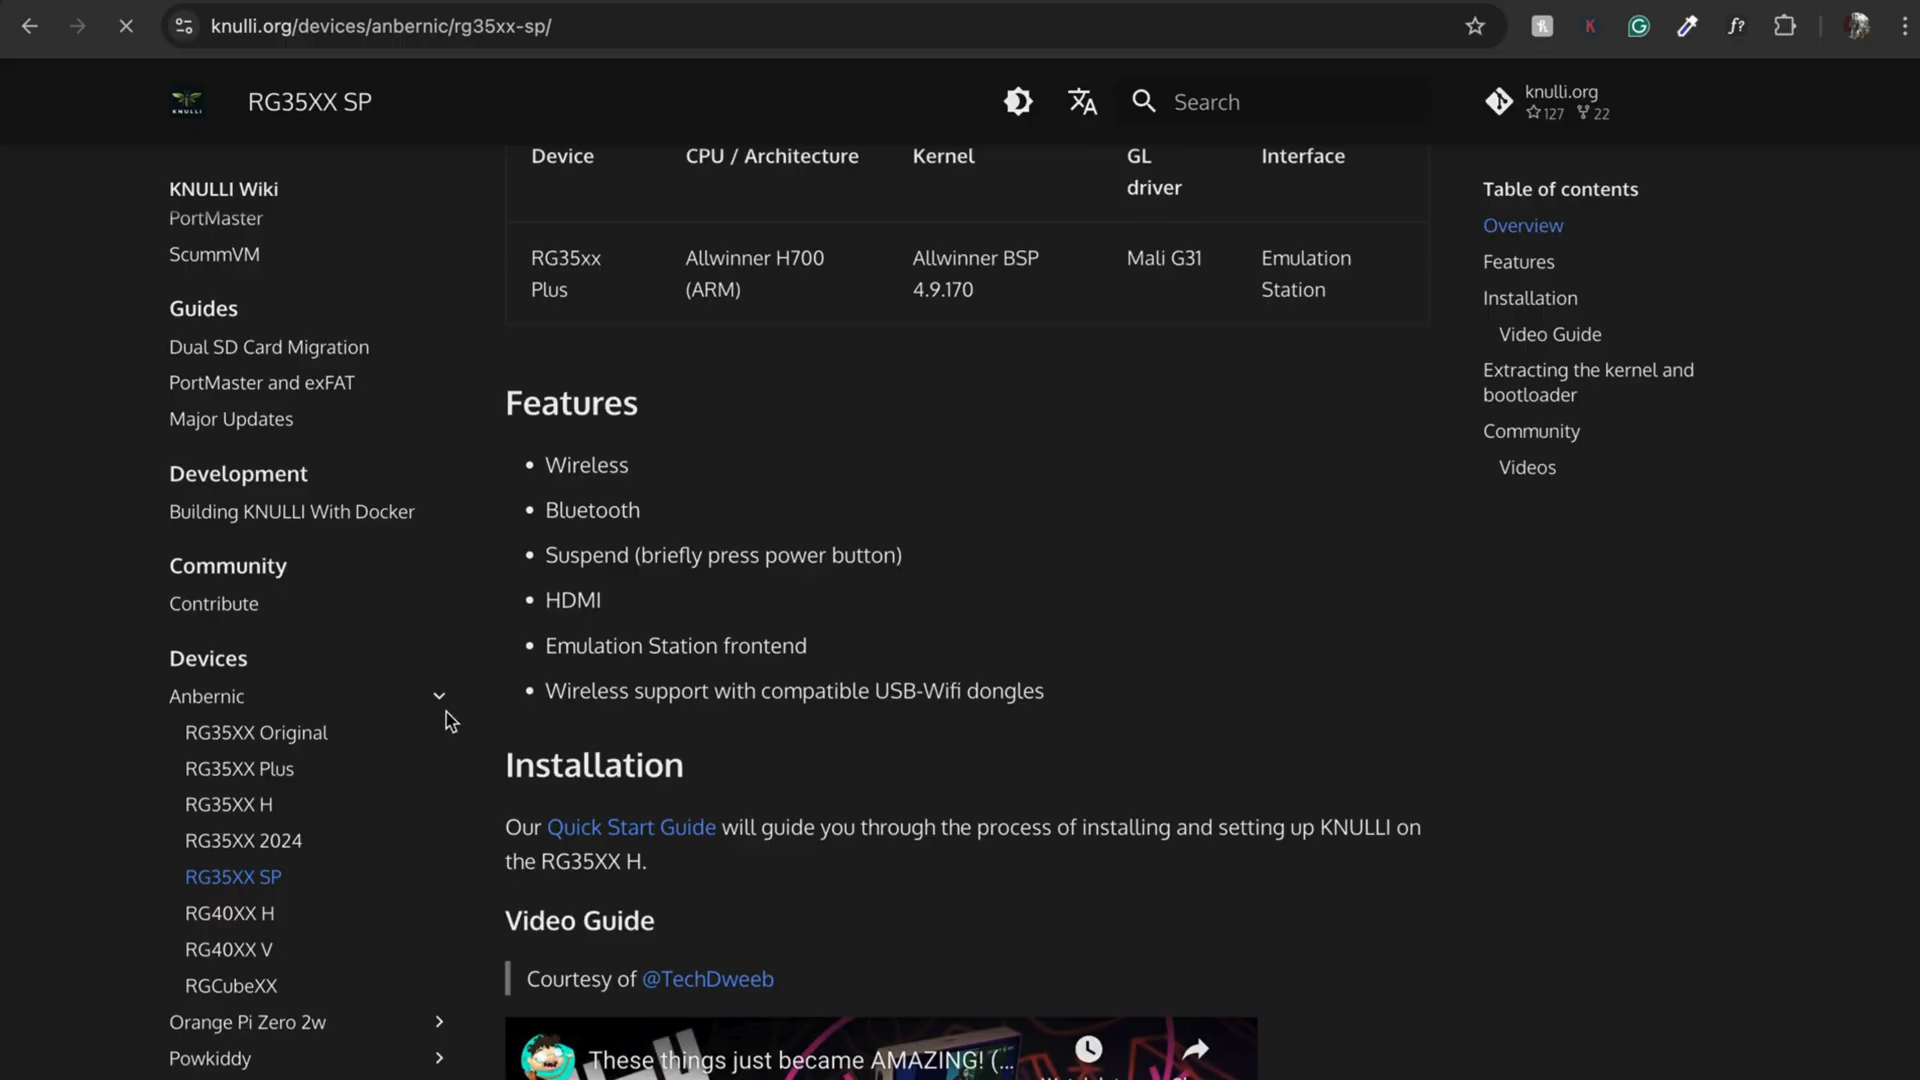 knulli.org/devices/anbernic/rg35xx-sp/
KNULLI
RG35XX SP
Search
knulli.org
127 22
KNULLI Wiki
PortMaster
ScummVM
Guides
Dual SD Card Migration
PortMaster and exFAT
Major Updates
Development
Building KNULLI With Docker
Community
Contribute
Devices
Anbernic
RG35XX Original
RG35XX Plus
RG35XX H
RG35XX 2024
RG35XX SP
RG40XX H
RG40XX V
RGCubeXX
Orange Pi Zero 2w
Powkiddy
Device CPU / Architecture Kernel GL driver Interface
RG35xx Plus Allwinner H700 (ARM) Allwinner BSP 4.9.170 Mali G31 Emulation Station
Features
Wireless
Bluetooth
Suspend (briefly press power button)
HDMI
Emulation Station frontend
Wireless support with compatible USB-Wifi dongles
Installation
Our Quick Start Guide will guide you through the process of installing and setting up KNULLI on
the RG35XX H.
Video Guide
Courtesy of @TechDweeb
These things just became AMAZING! (...
Table of contents
Overview
Features
Installation
Video Guide
Extracting the kernel and
bootloader
Community
Videos